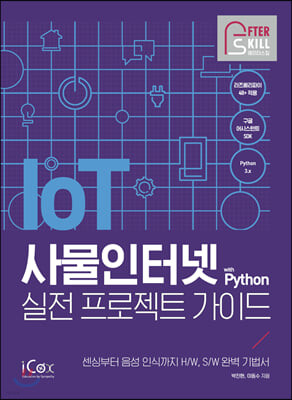 AFTER
SKILL
애프터스킬
라즈베리파이
4B+ 적용
구글
어시스턴트
SDK
Python
3.x
IoT
사물인터넷 with Python
실전 프로젝트 가이드
센싱부터 음성 인식까지 H/W, S/W 완벽 기법서
박진현, 이동수 지음
iCox